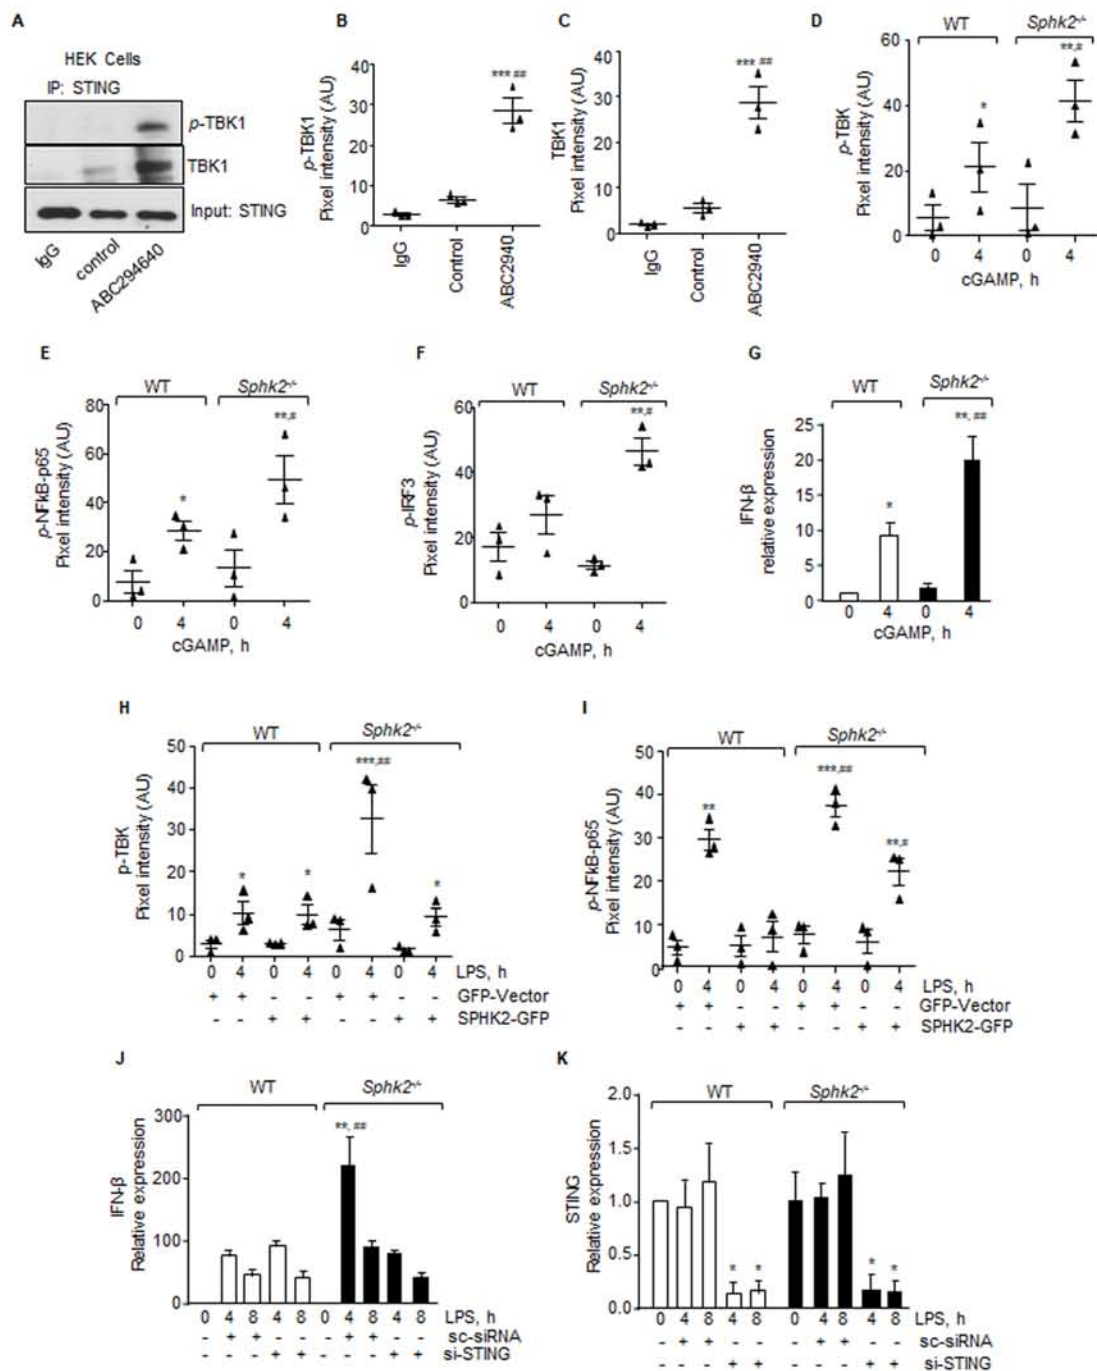 A
HEK Cells
IP: STING
p-TBK1
TBK1
Input: STING
IgG
control
ABC294640
B
p-TBK1
Pixel intensity (AU)
40
30
20
10
0
*** ##
IgG
Control
ABC2940
C
TBK1
Pixel intensity (AU)
40
30
20
10
0
*** ##
IgG
Control
ABC2940
D
WT
Sphk2-/-
p-TBK
Pixel intensity (AU)
60
40
20
0
*
**,#
0 4 0 4
cGAMP, h
E
WT
Sphk2-/-
p-NFkB-p65
Pixel intensity (AU)
80
60
40
20
0
*
**,#
0 4 0 4
cGAMP, h
F
WT
Sphk2-/-
p-IRF3
Pixel intensity (AU)
60
40
20
0
**,#
0 4 0 4
cGAMP, h
G
WT
Sphk2-/-
IFN-β
relative expression
25
20
15
10
5
0
*
**, ##
0 4 0 4
cGAMP, h
H
WT
Sphk2-/-
p-TBK
Pixel intensity (AU)
50
40
30
20
10
0
*
*
***,##
*
0 4 0 4 0 4 0 4 LPS, h
+ + - - + + - - GFP-Vector
- - + + - - + + SPHK2-GFP
I
WT
Sphk2-/-
p-NFkB-p65
Pixel intensity (AU)
50
40
30
20
10
0
**
***,##
**,#
0 4 0 4 0 4 0 4 LPS, h
+ + - - + + - - GFP-Vector
- - + + - - + + SPHK2-GFP
J
WT
Sphk2-/-
IFN-β
Relative expression
300
200
100
0
**, ##
0 4 8 4 8 0 4 8 4 8 LPS, h
- + + - - - + + - - sc-siRNA
- - - + + - - - + + si-STING
K
WT
Sphk2-/-
STING
Relative expression
2.0
1.5
1.0
0.5
0.0
* *
* *
0 4 8 4 8 0 4 8 4 8 LPS, h
- + + - - - + + - - sc-siRNA
- - - + + - - - + + si-STING